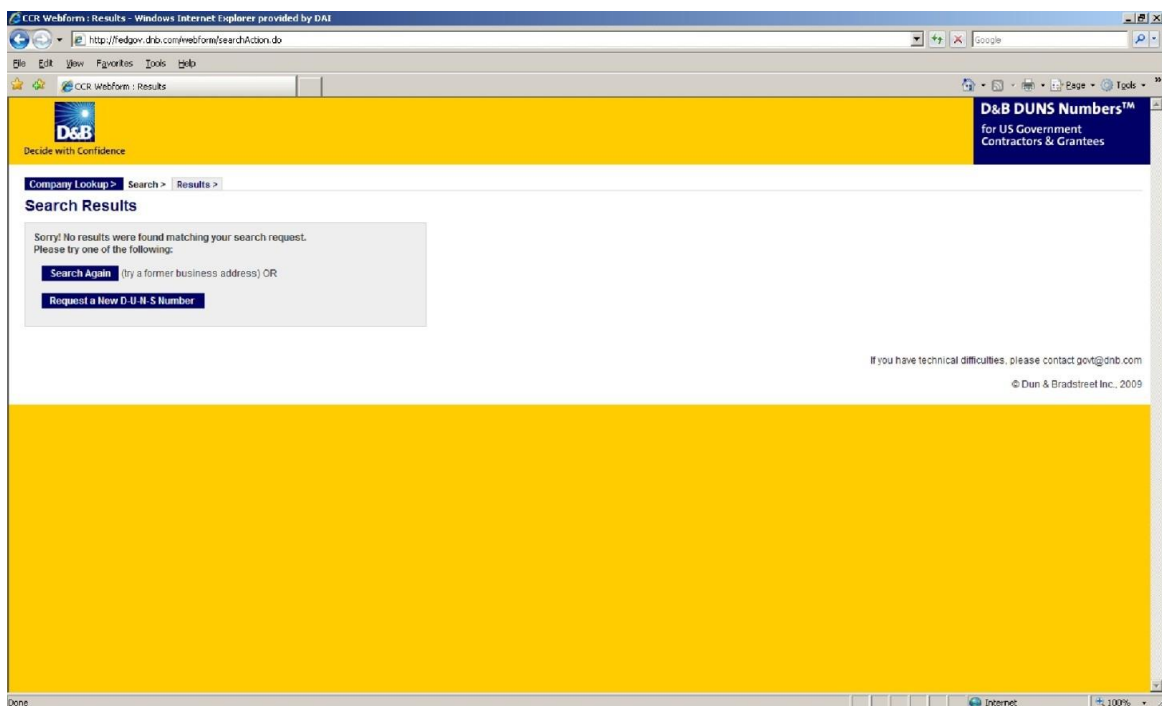 CCR Webform : Results - Windows Internet Explorer provided by DAI
http://fedgov.dnb.com/webform/searchAction.do
Google
File Edit View Favorites Tools Help
CCR Webform : Results
Page Tools
D&B
Decide with Confidence
D&B DUNS Numbers™
for US Government
Contractors & Grantees
Company Lookup > Search > Results >
Search Results
Sorry! No results were found matching your search request.
Please try one of the following:
Search Again (try a former business address) OR
Request a New D-U-N-S Number
If you have technical difficulties, please contact govt@dnb.com
© Dun & Bradstreet Inc., 2009
Done Internet 100%